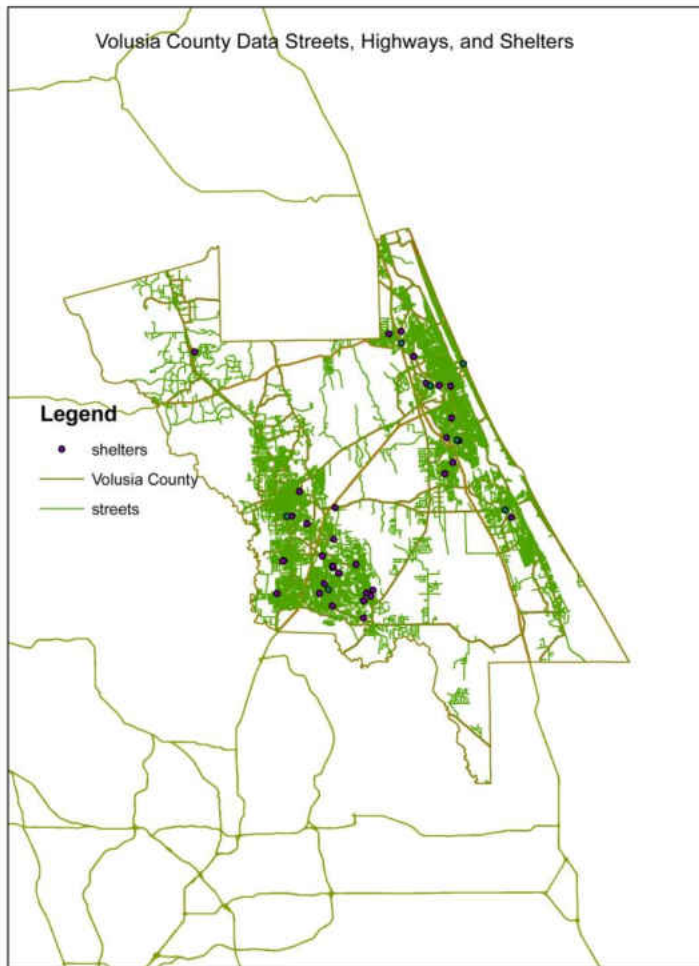 Volusia County Data Streets, Highways, and Shelters
Legend
shelters
Volusia County
streets